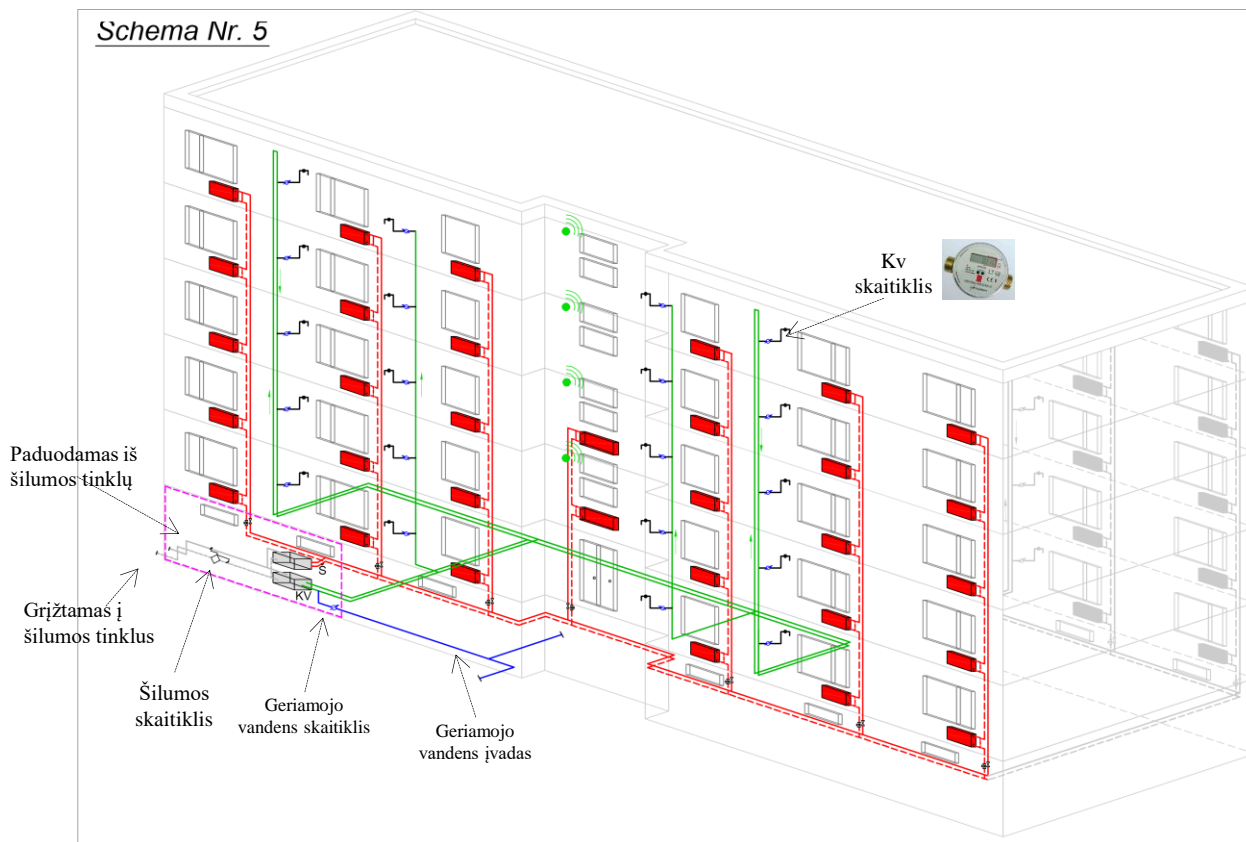 Schema Nr. 5
Kv
skaitiklis
Paduodamas iš
šilumos tinklų
Grįžtamas į
šilumos tinklus
Š
KV
Šilumos
skaitiklis
Geriamojo
vandens skaitiklis
Geriamojo
vandens įvadas